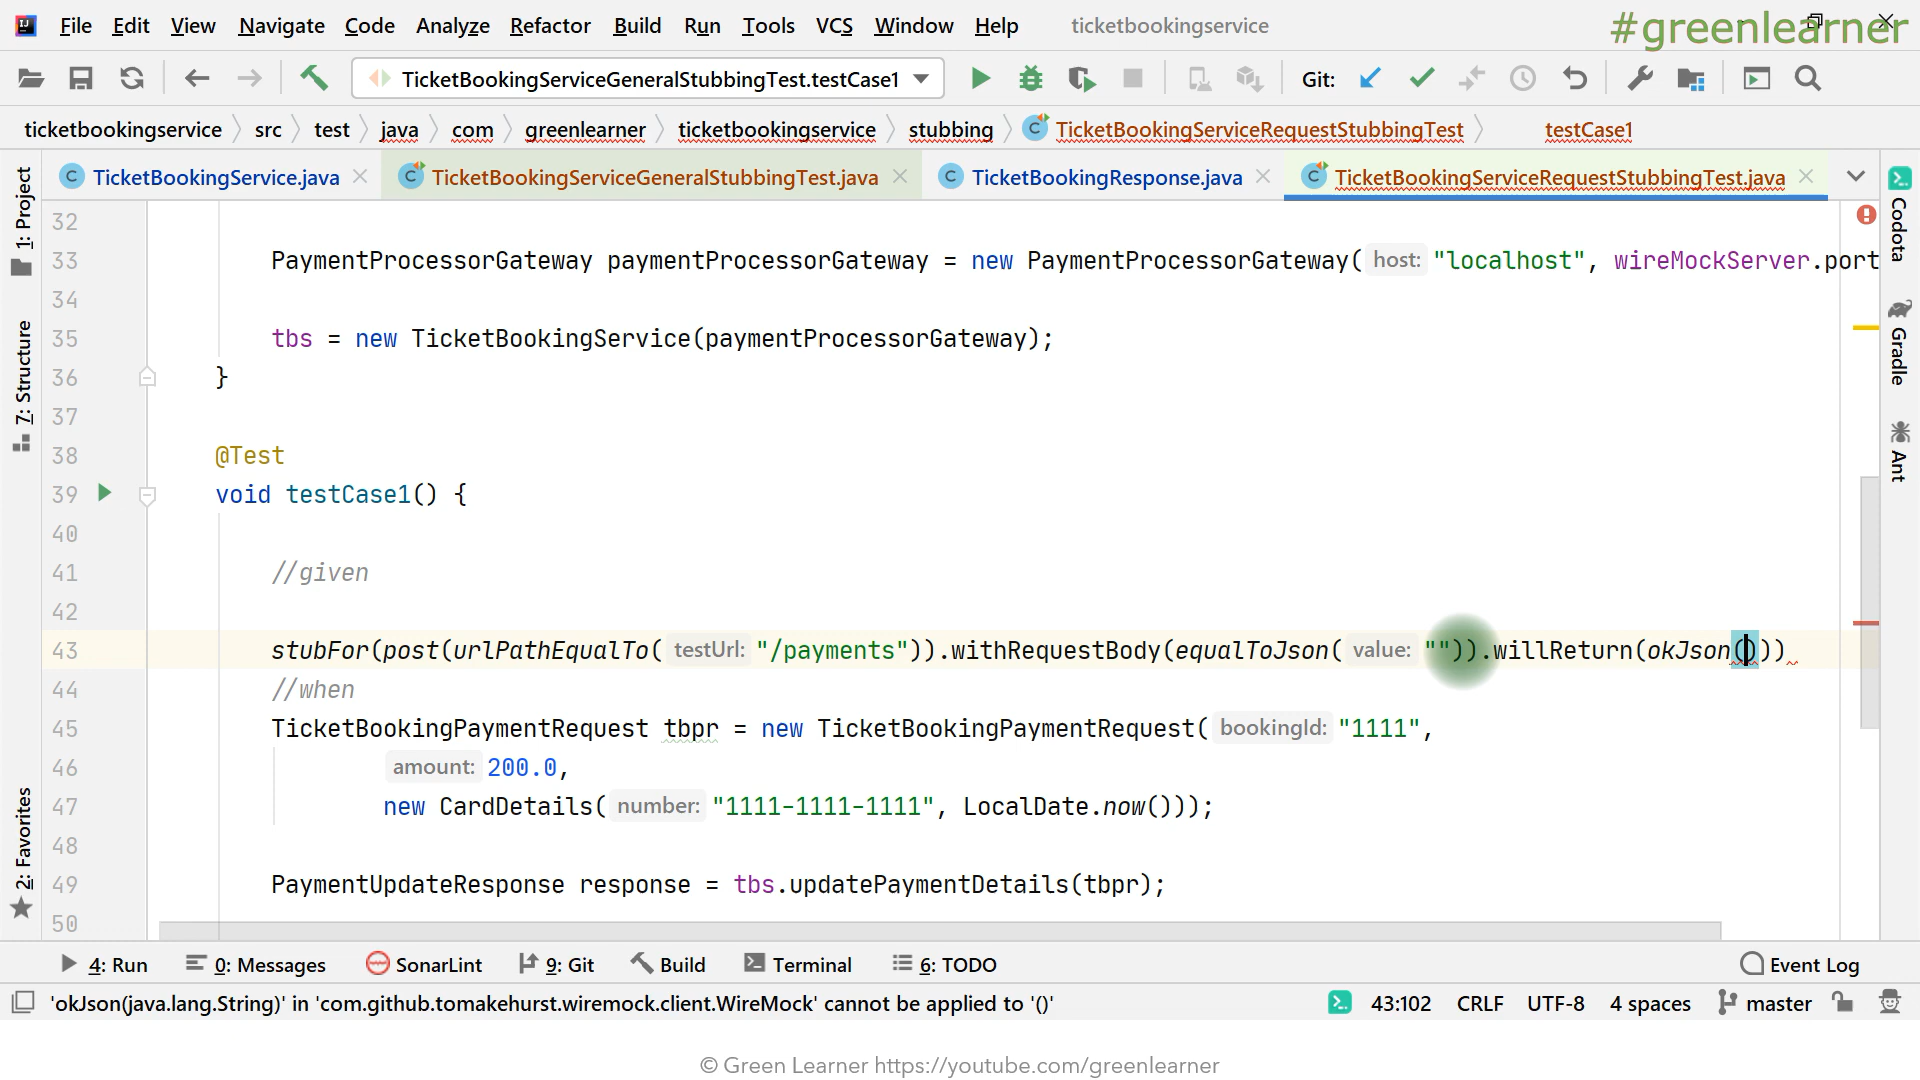 File Edit View Navigate Code Analyze Refactor Build Run Tools VCS Window Help ticketbookingservice #greenlearner
TicketBookingServiceGeneralStubbingTest.testCase1 Git:
ticketbookingservice src test java com greenlearner ticketbookingservice stubbing TicketBookingServiceRequestStubbingTest testCase1
TicketBookingService.java TicketBookingServiceGeneralStubbingTest.java TicketBookingResponse.java TicketBookingServiceRequestStubbingTest.java
1: Project
7: Structure
2: Favorites
Codota
Gradle
Ant
32
33 PaymentProcessorGateway paymentProcessorGateway = new PaymentProcessorGateway( host: "localhost", wireMockServer.port
34
35 tbs = new TicketBookingService(paymentProcessorGateway);
36 }
37
38 @Test
39 void testCase1() {
40
41 //given
42
43 stubFor(post(urlPathEqualTo( testUrl: "/payments")).withRequestBody(equalToJson( value: "")).willReturn(okJson()))
44 //when
45 TicketBookingPaymentRequest tbpr = new TicketBookingPaymentRequest( bookingId: "1111",
46 amount: 200.0,
47 new CardDetails( number: "1111-1111-1111", LocalDate.now()));
48
49 PaymentUpdateResponse response = tbs.updatePaymentDetails(tbpr);
50
4: Run 0: Messages SonarLint 9: Git Build Terminal 6: TODO Event Log
'okJson(java.lang.String)' in 'com.github.tomakehurst.wiremock.client.WireMock' cannot be applied to '()' 43:102 CRLF UTF-8 4 spaces master
© Green Learner https://youtube.com/greenlearner